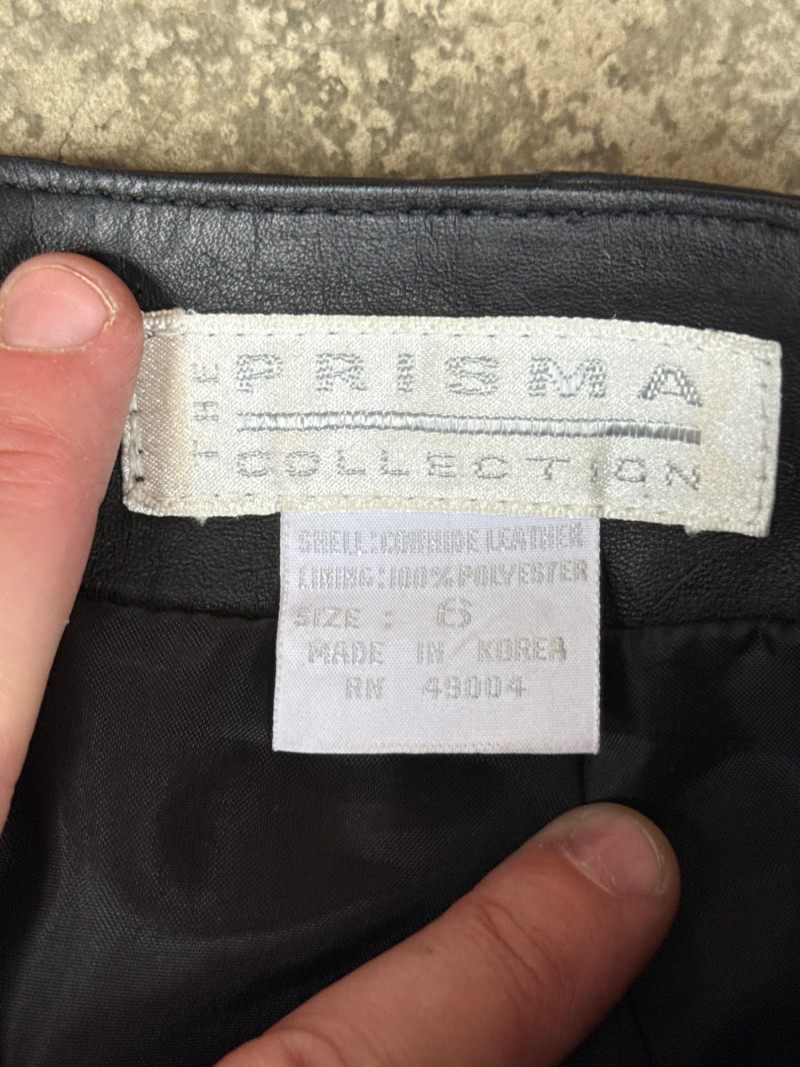 THE
PRISMA
COLLECTION
SHELL:COWHIDE LEATHER
LINING:100%POLYESTER
SIZE : 6
MADE IN KOREA
RN 49004